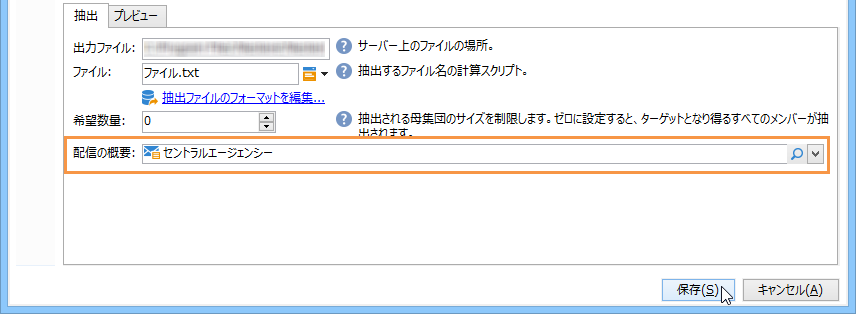 抽出 プレビュー
出力ファイル: サーバー上のファイルの場所。
ファイル: ファイル.txt 抽出するファイル名の計算スクリプト。
抽出ファイルのフォーマットを編集...
希望数量: 0 抽出される母集団のサイズを制限します。ゼロに設定すると、ターゲットとなり得るすべてのメンバーが抽
出されます。
配信の概要: セントラルエージェンシー
保存(S) キャンセル(A)